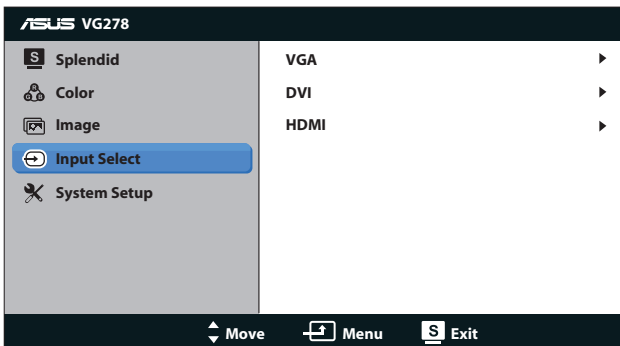 ASUS VG278
S Splendid
Color
Image
Input Select
System Setup
VGA
DVI
HDMI
Move Menu S Exit